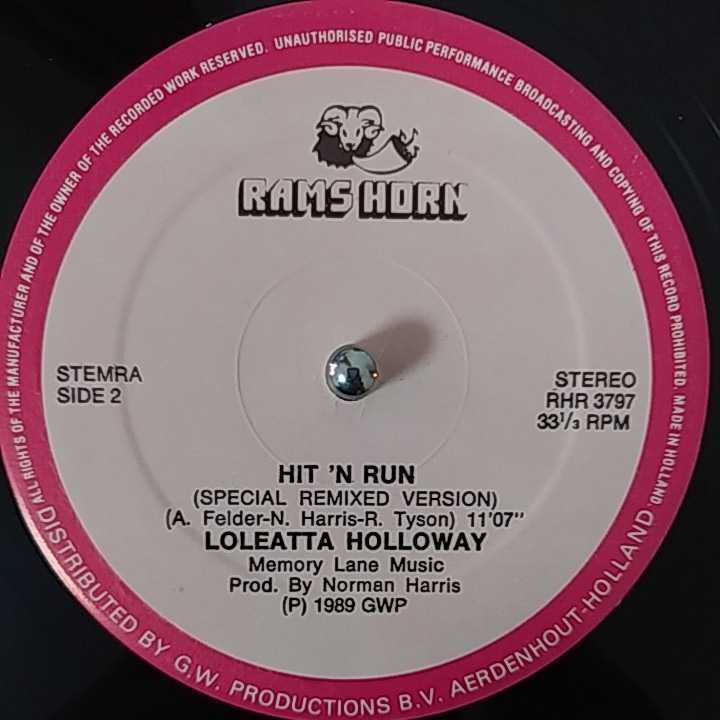 ALL RIGHTS OF THE MANUFACTURER AND OF THE OWNER OF THE RECORDED WORK RESERVED. UNAUTHORISED PUBLIC PERFORMANCE BROADCASTING AND COPYING OF THIS RECORD PROHIBITED. MADE IN HOLLAND
RAMS HORN
STEMRA
SIDE 2
STEREO
RHR 3797
33 1/3 RPM
HIT 'N RUN
(SPECIAL REMIXED VERSION)
(A. Felder-N. Harris-R. Tyson) 11'07"
LOLEATTA HOLLOWAY
Memory Lane Music
Prod. By Norman Harris
(P) 1989 GWP
DISTRIBUTED BY G.W. PRODUCTIONS B.V. AERDENHOUT-HOLLAND